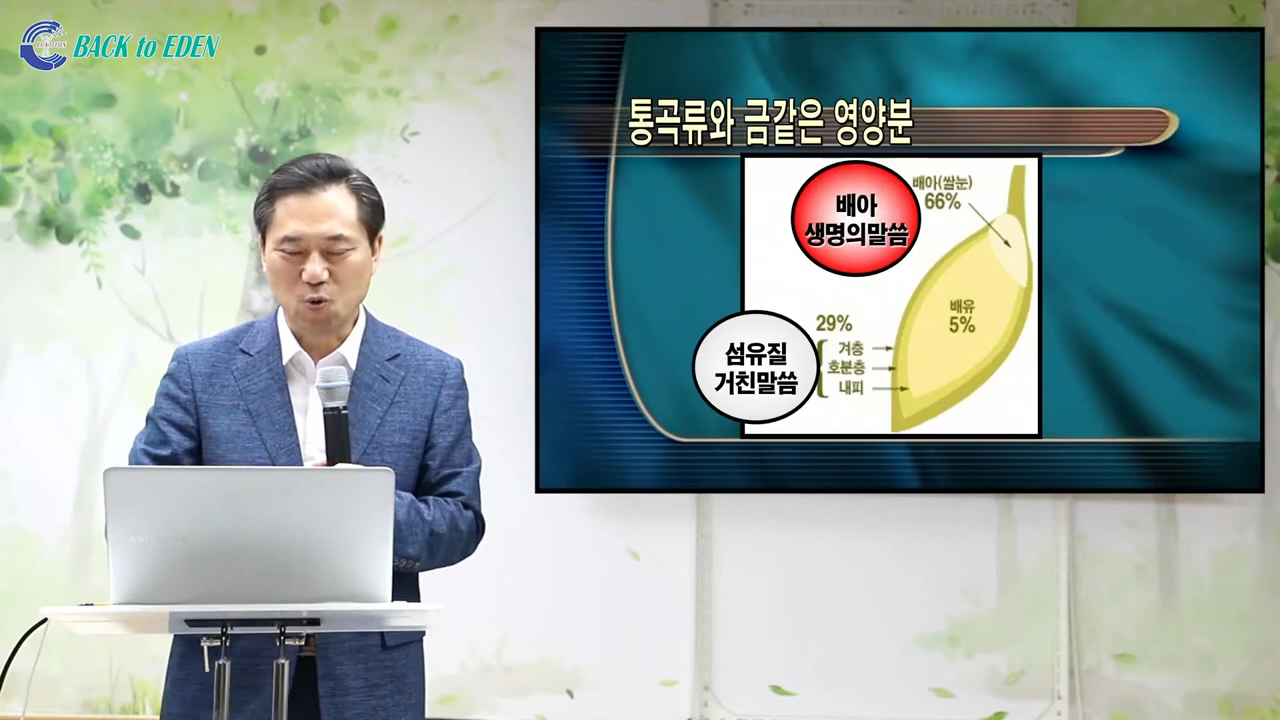 BACK to EDEN
통곡류와 금같은 영양분
배아
생명의말씀
배아(쌀눈)
66%
배유
5%
29%
겨층
호분층
내피
섬유질
거친말씀